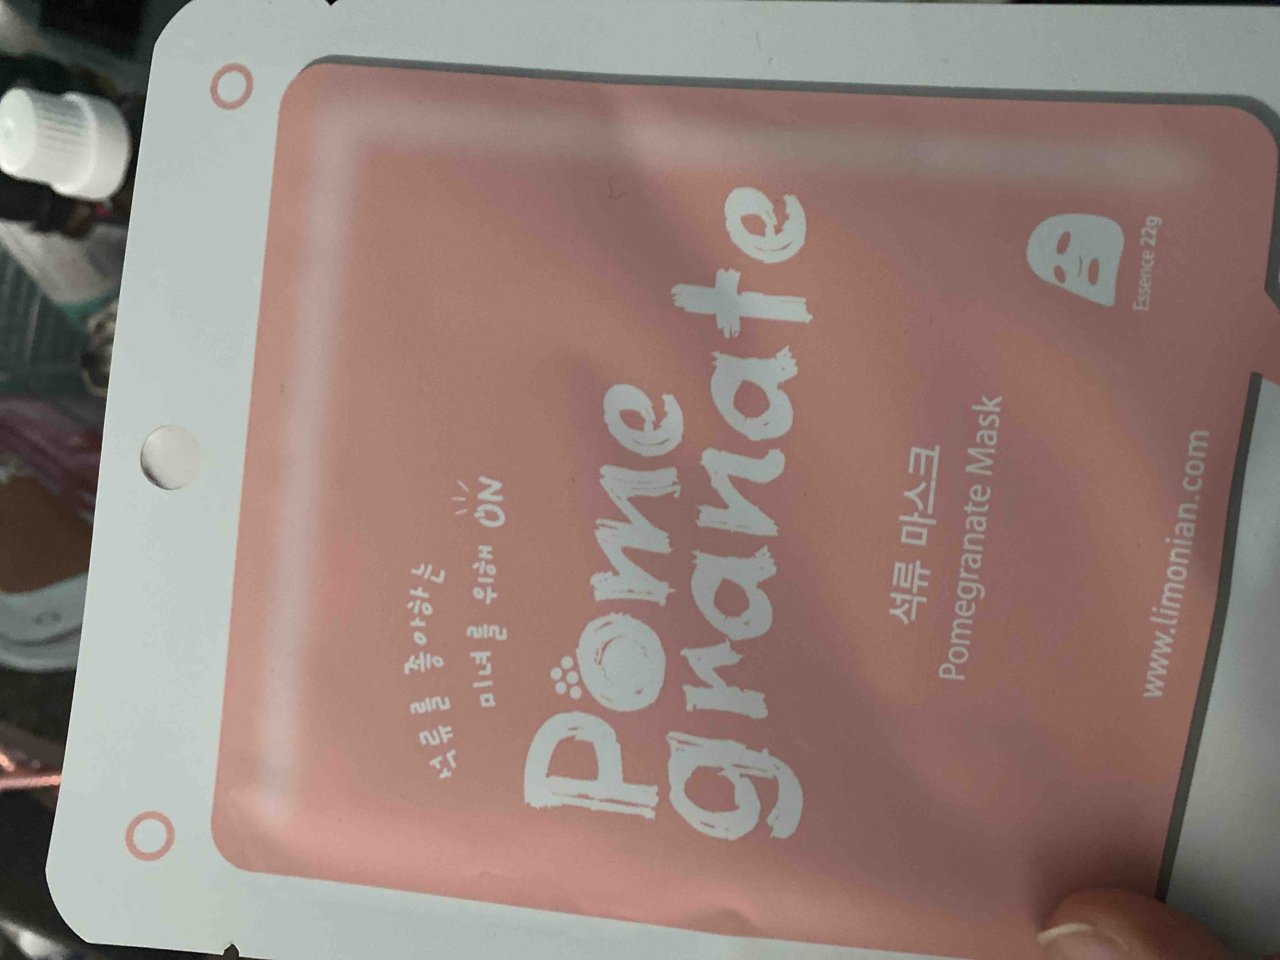 석류를 좋아하는
미녀를 위해 ON
Pome
granate
석류 마스크
Pomegranate Mask
Essence 22g
www.limonian.com